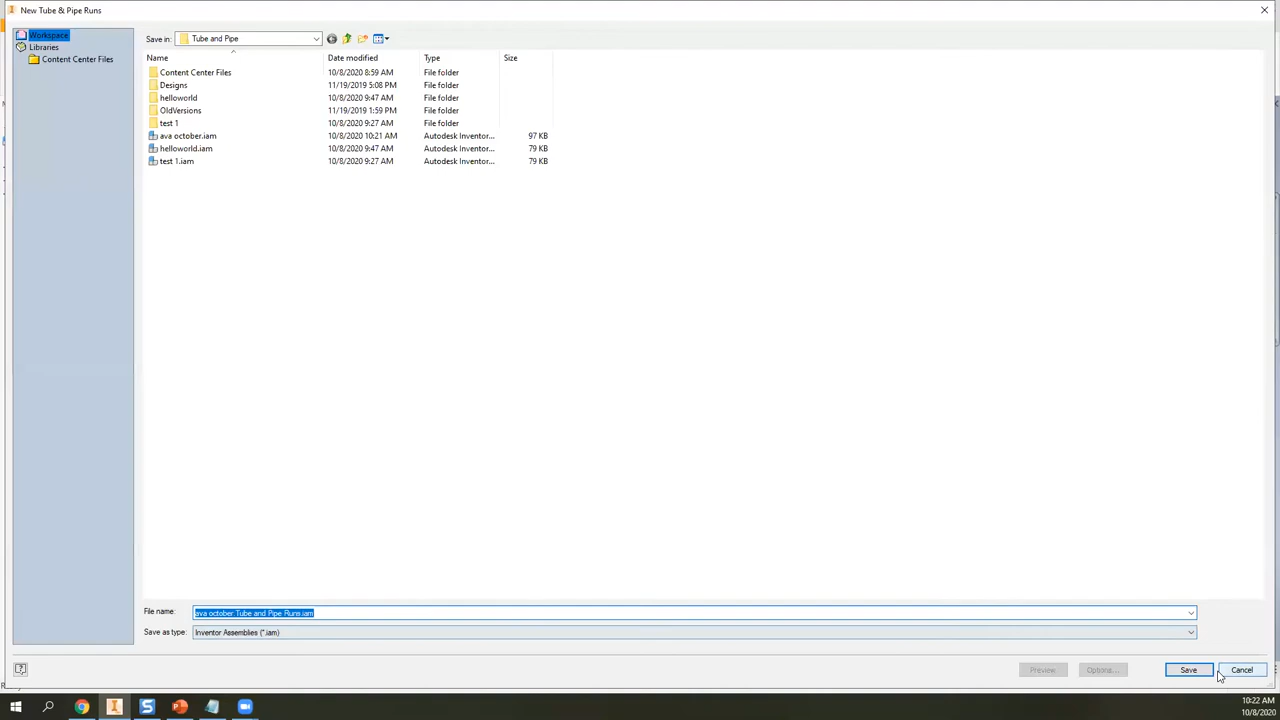 New Tube & Pipe Runs
Workspace
Libraries
Content Center Files
Save in: Tube and Pipe
Name Date modified Type Size
Content Center Files 10/8/2020 8:59 AM File folder
Designs 11/19/2019 5:08 PM File folder
helloworld 10/8/2020 9:47 AM File folder
OldVersions 11/19/2019 1:59 PM File folder
test 1 10/8/2020 9:27 AM File folder
ava october.iam 10/8/2020 10:21 AM Autodesk Inventor... 97 KB
helloworld.iam 10/8/2020 9:47 AM Autodesk Inventor... 79 KB
test 1.iam 10/8/2020 9:27 AM Autodesk Inventor... 79 KB
File name: ava october.Tube and Pipe Runs.iam
Save as type: Inventor Assemblies (*.iam)
Preview Options... Save Cancel
10:22 AM
10/8/2020